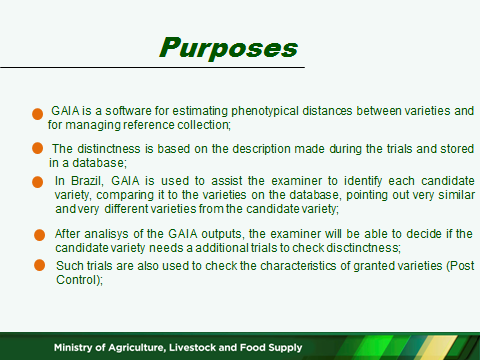 Purposes
GAIA is a software for estimating phenotypical distances between varieties and
for managing reference collection;
The distinctness is based on the description made during the trials and stored
in a database;
In Brazil, GAIA is used to assist the examiner to identify each candidate
variety, comparing it to the varieties on the database, pointing out very similar
and very different varieties from the candidate variety;
After analisys of the GAIA outputs, the examiner will be able to decide if the
candidate variety needs a additional trials to check disctinctness;
Such trials are also used to check the characteristics of granted varieties (Post
Control);
Ministry of Agriculture, Livestock and Food Supply